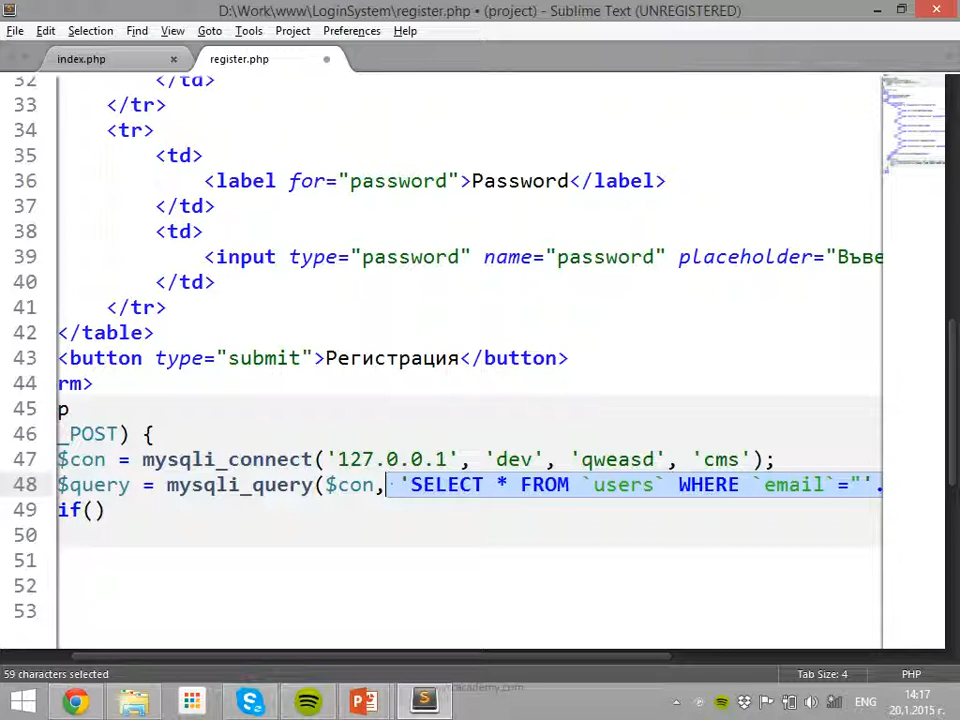 D:\Work\www\LoginSystem\register.php • (project) - Sublime Text (UNREGISTERED)
File Edit Selection Find View Goto Tools Project Preferences Help
index.php × register.php
32 </td>
33 </tr>
34 <tr>
35 <td>
36 <label for="password">Password</label>
37 </td>
38 <td>
39 <input type="password" name="password" placeholder="Въве
40 </td>
41 </tr>
42 </table>
43 <button type="submit">Регистрация</button>
44 rm>
45 p
46 _POST) {
47 $con = mysqli_connect('127.0.0.1', 'dev', 'qweasd', 'cms');
48 $query = mysqli_query($con, 'SELECT * FROM `users` WHERE `email`="'.
49 if()
50
51
52
53
59 characters selected Tab Size: 4 PHP
ENG 14:17
20.1.2015 г.